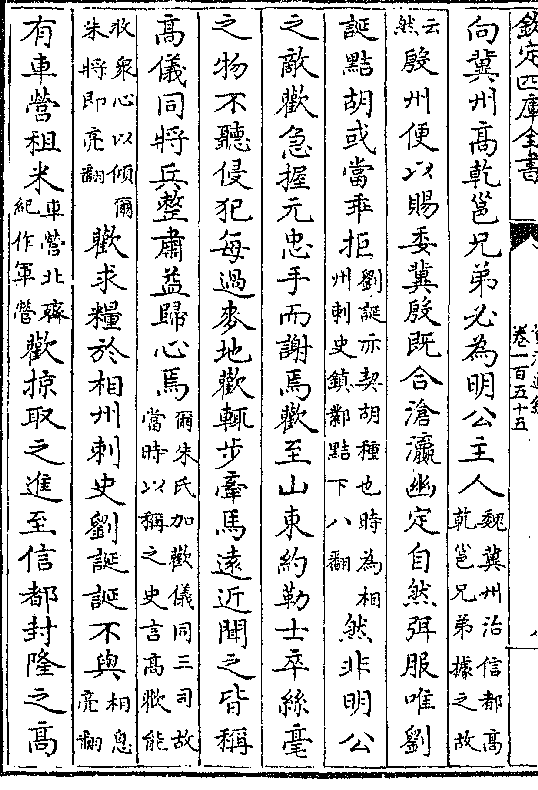 欽定四庫全書
卷一百五十五
向冀州高乾邕兄弟必為明公主人魏冀州治信都高乾邕兄弟據之故
云然殷州便以賜委冀殷既合滄瀛幽定自然弭服唯劉
誕黠胡或當乖拒劉誕亦契胡種也時為相州刺史鎮鄴黠下八翻然非明公
之敵歡急握元忠手而謝焉歡至山東約勒士卒絲毫
之物不聽侵犯每過麥地歡輒步牽馬遠近聞之皆稱
高儀同將兵整肅益歸心焉爾朱氏加歡儀同三司故當時以稱之史言高歡能
收衆心以傾爾朱將即亮翻歡求糧於相州刺史劉誕誕不與相息亮翻
有車營租米車營北齊紀作軍營歡掠取之進至信都封隆之高